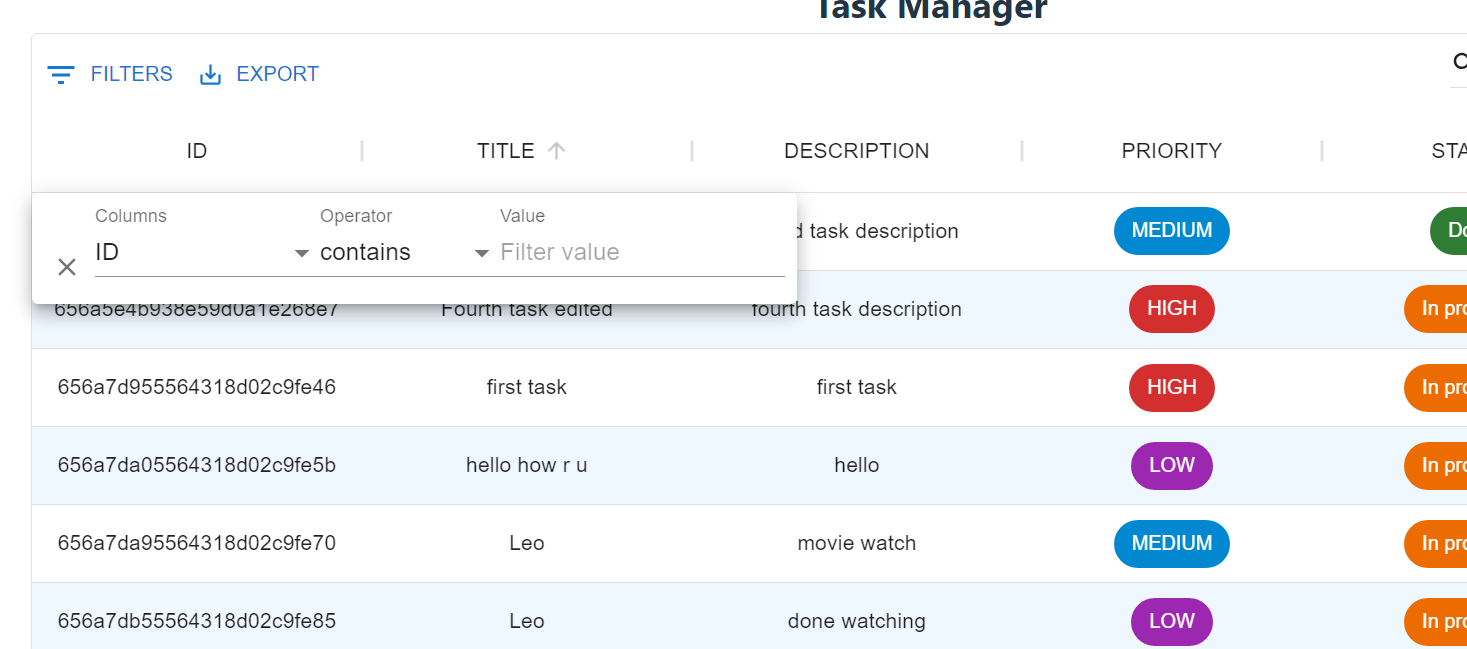 Task Manager
FILTERS EXPORT
ID TITLE DESCRIPTION PRIORITY STA
Columns Operator Value
ID contains Filter value
d task description MEDIUM Do
656a5e4b938e59d0a1e268e7 Fourth task edited fourth task description HIGH In pro
656a7d955564318d02c9fe46 first task first task HIGH In pro
656a7da05564318d02c9fe5b hello how r u hello LOW In pro
656a7da95564318d02c9fe70 Leo movie watch MEDIUM In pro
656a7db55564318d02c9fe85 Leo done watching LOW In pro